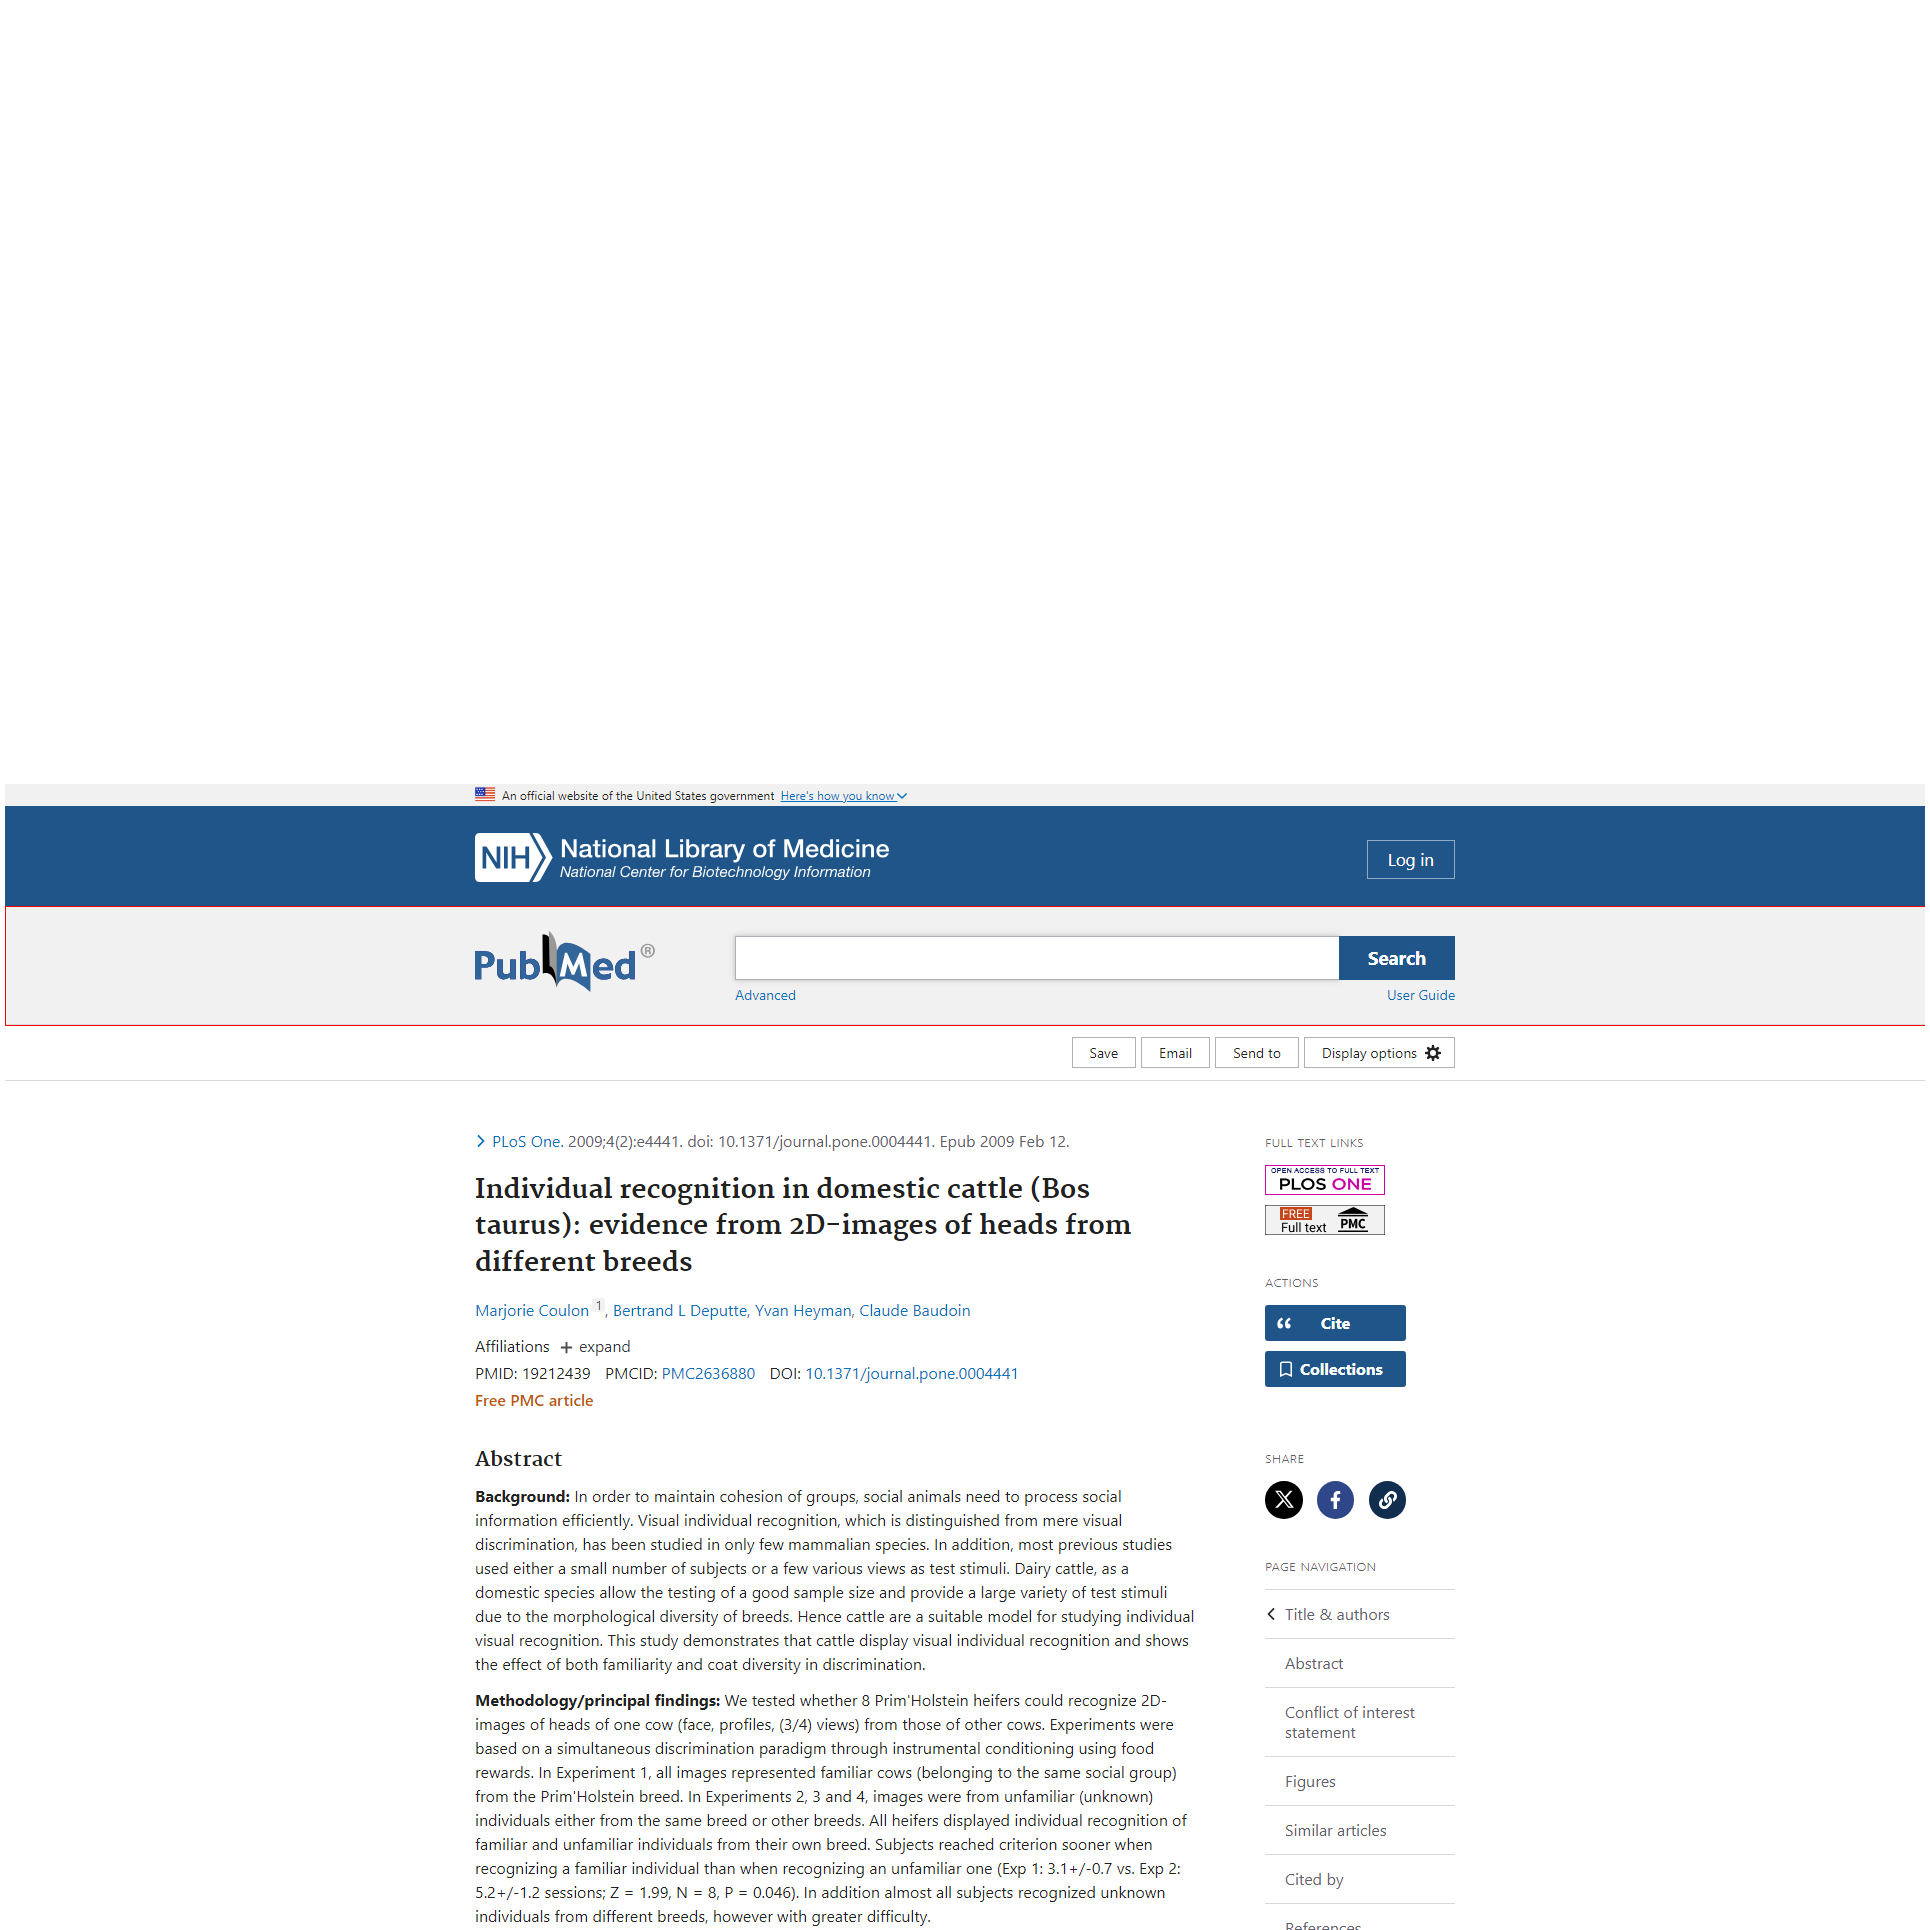 An official website of the United States government Here's how you know
NIH National Library of Medicine
National Center for Biotechnology Information
Log in
PubMed®
Search
Advanced
User Guide
Save
Email
Send to
Display options
PLoS One. 2009;4(2):e4441. doi: 10.1371/journal.pone.0004441. Epub 2009 Feb 12.
Individual recognition in domestic cattle (Bos
taurus): evidence from 2D-images of heads from
different breeds
Marjorie Coulon 1, Bertrand L Deputte, Yvan Heyman, Claude Baudoin
Affiliations + expand
PMID: 19212439 PMCID: PMC2636880 DOI: 10.1371/journal.pone.0004441
Free PMC article
Abstract
Background: In order to maintain cohesion of groups, social animals need to process social
information efficiently. Visual individual recognition, which is distinguished from mere visual
discrimination, has been studied in only few mammalian species. In addition, most previous studies
used either a small number of subjects or a few various views as test stimuli. Dairy cattle, as a
domestic species allow the testing of a good sample size and provide a large variety of test stimuli
due to the morphological diversity of breeds. Hence cattle are a suitable model for studying individual
visual recognition. This study demonstrates that cattle display visual individual recognition and shows
the effect of both familiarity and coat diversity in discrimination.
Methodology/principal findings: We tested whether 8 Prim'Holstein heifers could recognize 2D-
images of heads of one cow (face, profiles, (3/4) views) from those of other cows. Experiments were
based on a simultaneous discrimination paradigm through instrumental conditioning using food
rewards. In Experiment 1, all images represented familiar cows (belonging to the same social group)
from the Prim'Holstein breed. In Experiments 2, 3 and 4, images were from unfamiliar (unknown)
individuals either from the same breed or other breeds. All heifers displayed individual recognition of
familiar and unfamiliar individuals from their own breed. Subjects reached criterion sooner when
recognizing a familiar individual than when recognizing an unfamiliar one (Exp 1: 3.1+/-0.7 vs. Exp 2:
5.2+/-1.2 sessions; Z = 1.99, N = 8, P = 0.046). In addition almost all subjects recognized unknown
individuals from different breeds, however with greater difficulty.
FULL TEXT LINKS
OPEN ACCESS TO FULL TEXT
PLOS ONE
FREE
Full text PMC
ACTIONS
Cite
Collections
SHARE
PAGE NAVIGATION
Title & authors
Abstract
Conflict of interest
statement
Figures
Similar articles
Cited by
References